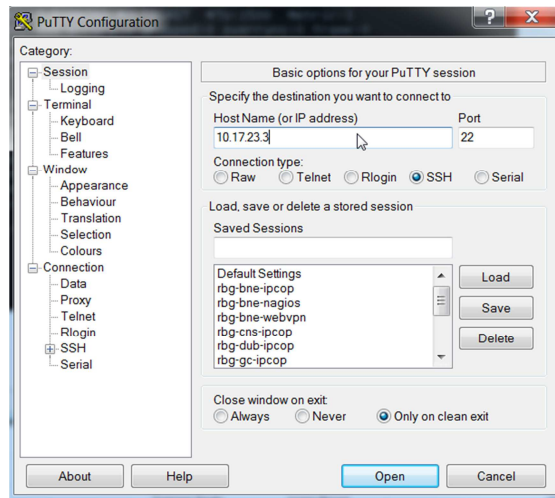 PuTTY Configuration
?
X
Category:
Session
Logging
Terminal
Keyboard
Bell
Features
Window
Appearance
Behaviour
Translation
Selection
Colours
Connection
Data
Proxy
Telnet
Rlogin
SSH
Serial
Basic options for your PuTTY session
Specify the destination you want to connect to
Host Name (or IP address) Port
10.17.23.3 22
Connection type:
Raw Telnet Rlogin SSH Serial
Load, save or delete a stored session
Saved Sessions
Default Settings
rbg-bne-ipcop
rbg-bne-nagios
rbg-bne-webvpn
rbg-cns-ipcop
rbg-dub-ipcop
rbg-gc-ipcop
Load
Save
Delete
Close window on exit:
Always Never Only on clean exit
About Help Open Cancel